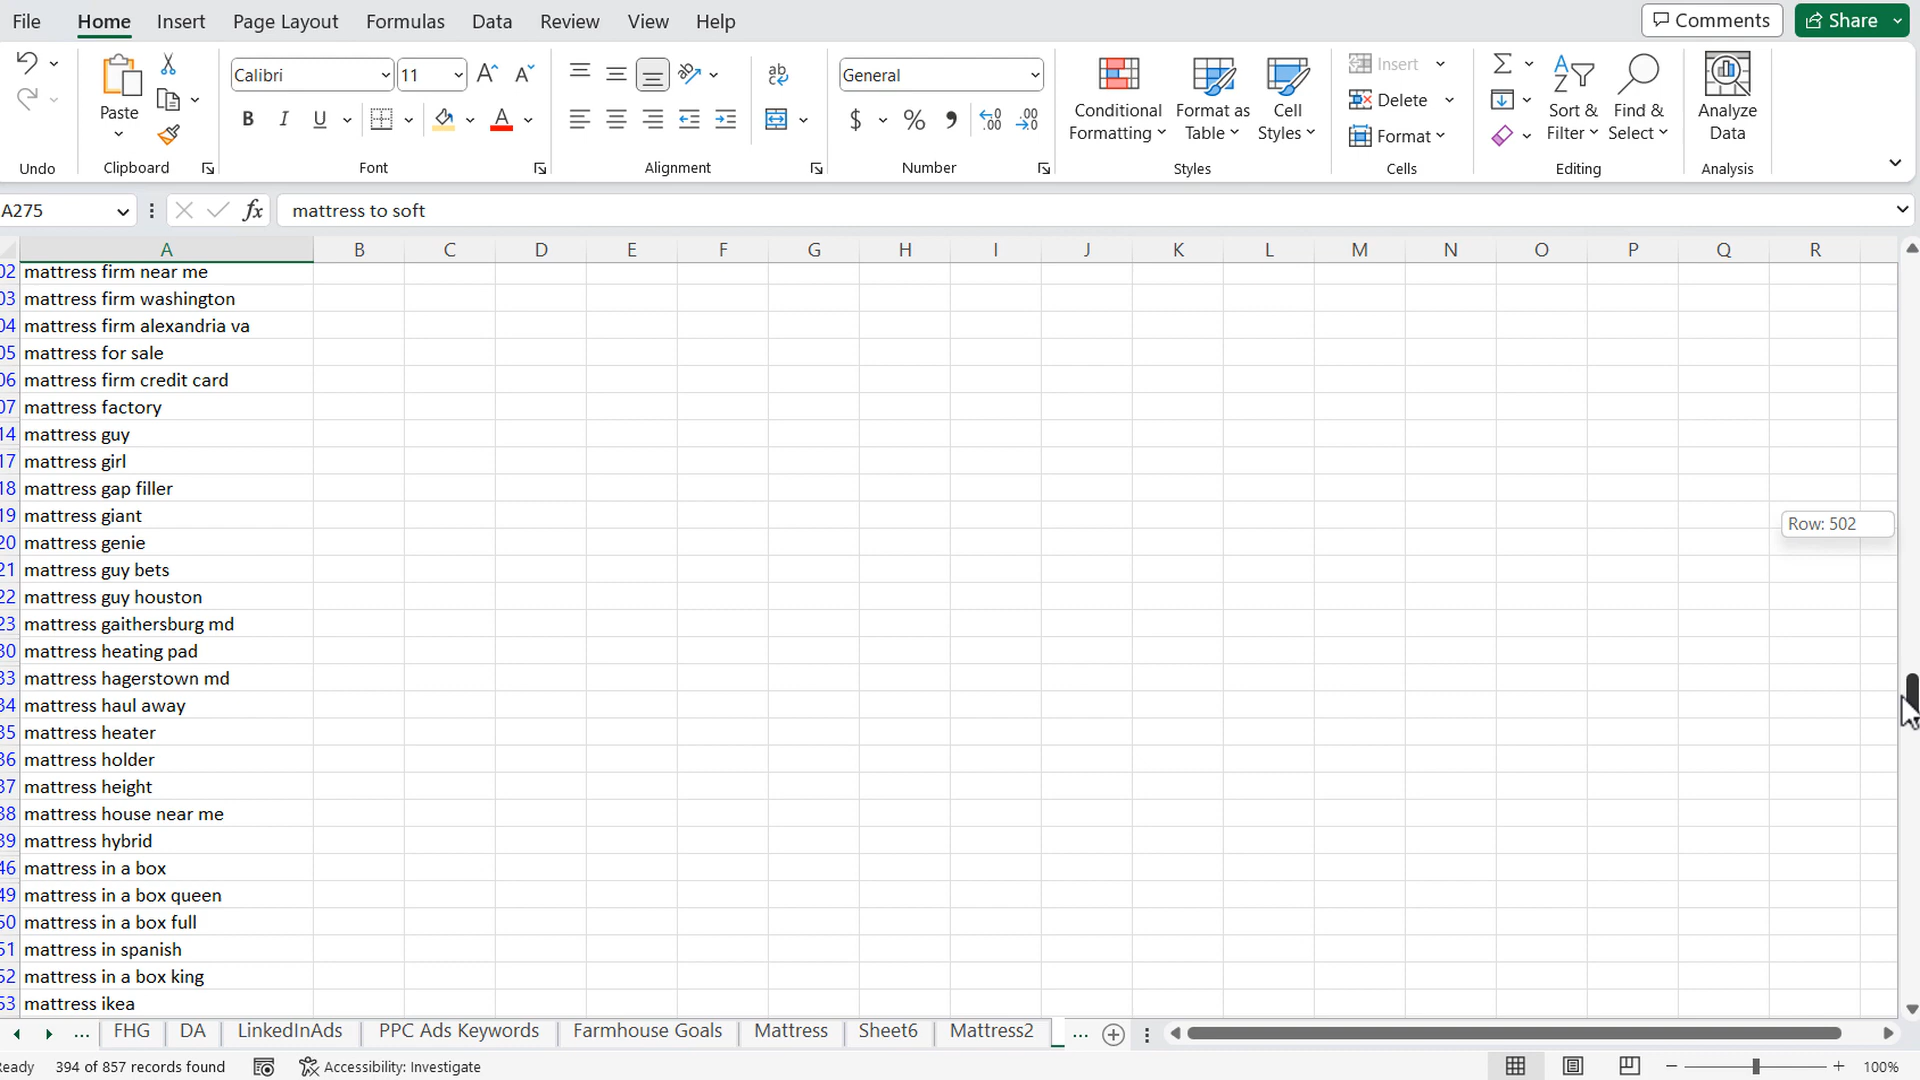 File Home Insert Page Layout Formulas Data Review View Help Comments Share
Calibri 11 General
Paste B I U A $ % , Conditional Formatting Format as Table Cell Styles Insert Delete Format Sort & Filter Find & Select Analyze Data
Undo Clipboard Font Alignment Number Styles Cells Editing Analysis
A275 fx mattress to soft
A B C D E F G H I J K L M N O P Q R
02 mattress firm near me
03 mattress firm washington
04 mattress firm alexandria va
05 mattress for sale
06 mattress firm credit card
07 mattress factory
14 mattress guy
17 mattress girl
18 mattress gap filler
19 mattress giant
Row: 502
20 mattress genie
21 mattress guy bets
22 mattress guy houston
23 mattress gaithersburg md
30 mattress heating pad
33 mattress hagerstown md
34 mattress haul away
35 mattress heater
36 mattress holder
37 mattress height
38 mattress house near me
39 mattress hybrid
46 mattress in a box
49 mattress in a box queen
50 mattress in a box full
51 mattress in spanish
52 mattress in a box king
53 mattress ikea
... FHG DA LinkedInAds PPC Ads Keywords Farmhouse Goals Mattress Sheet6 Mattress2 ...
eady 394 of 857 records found Accessibility: Investigate 100%